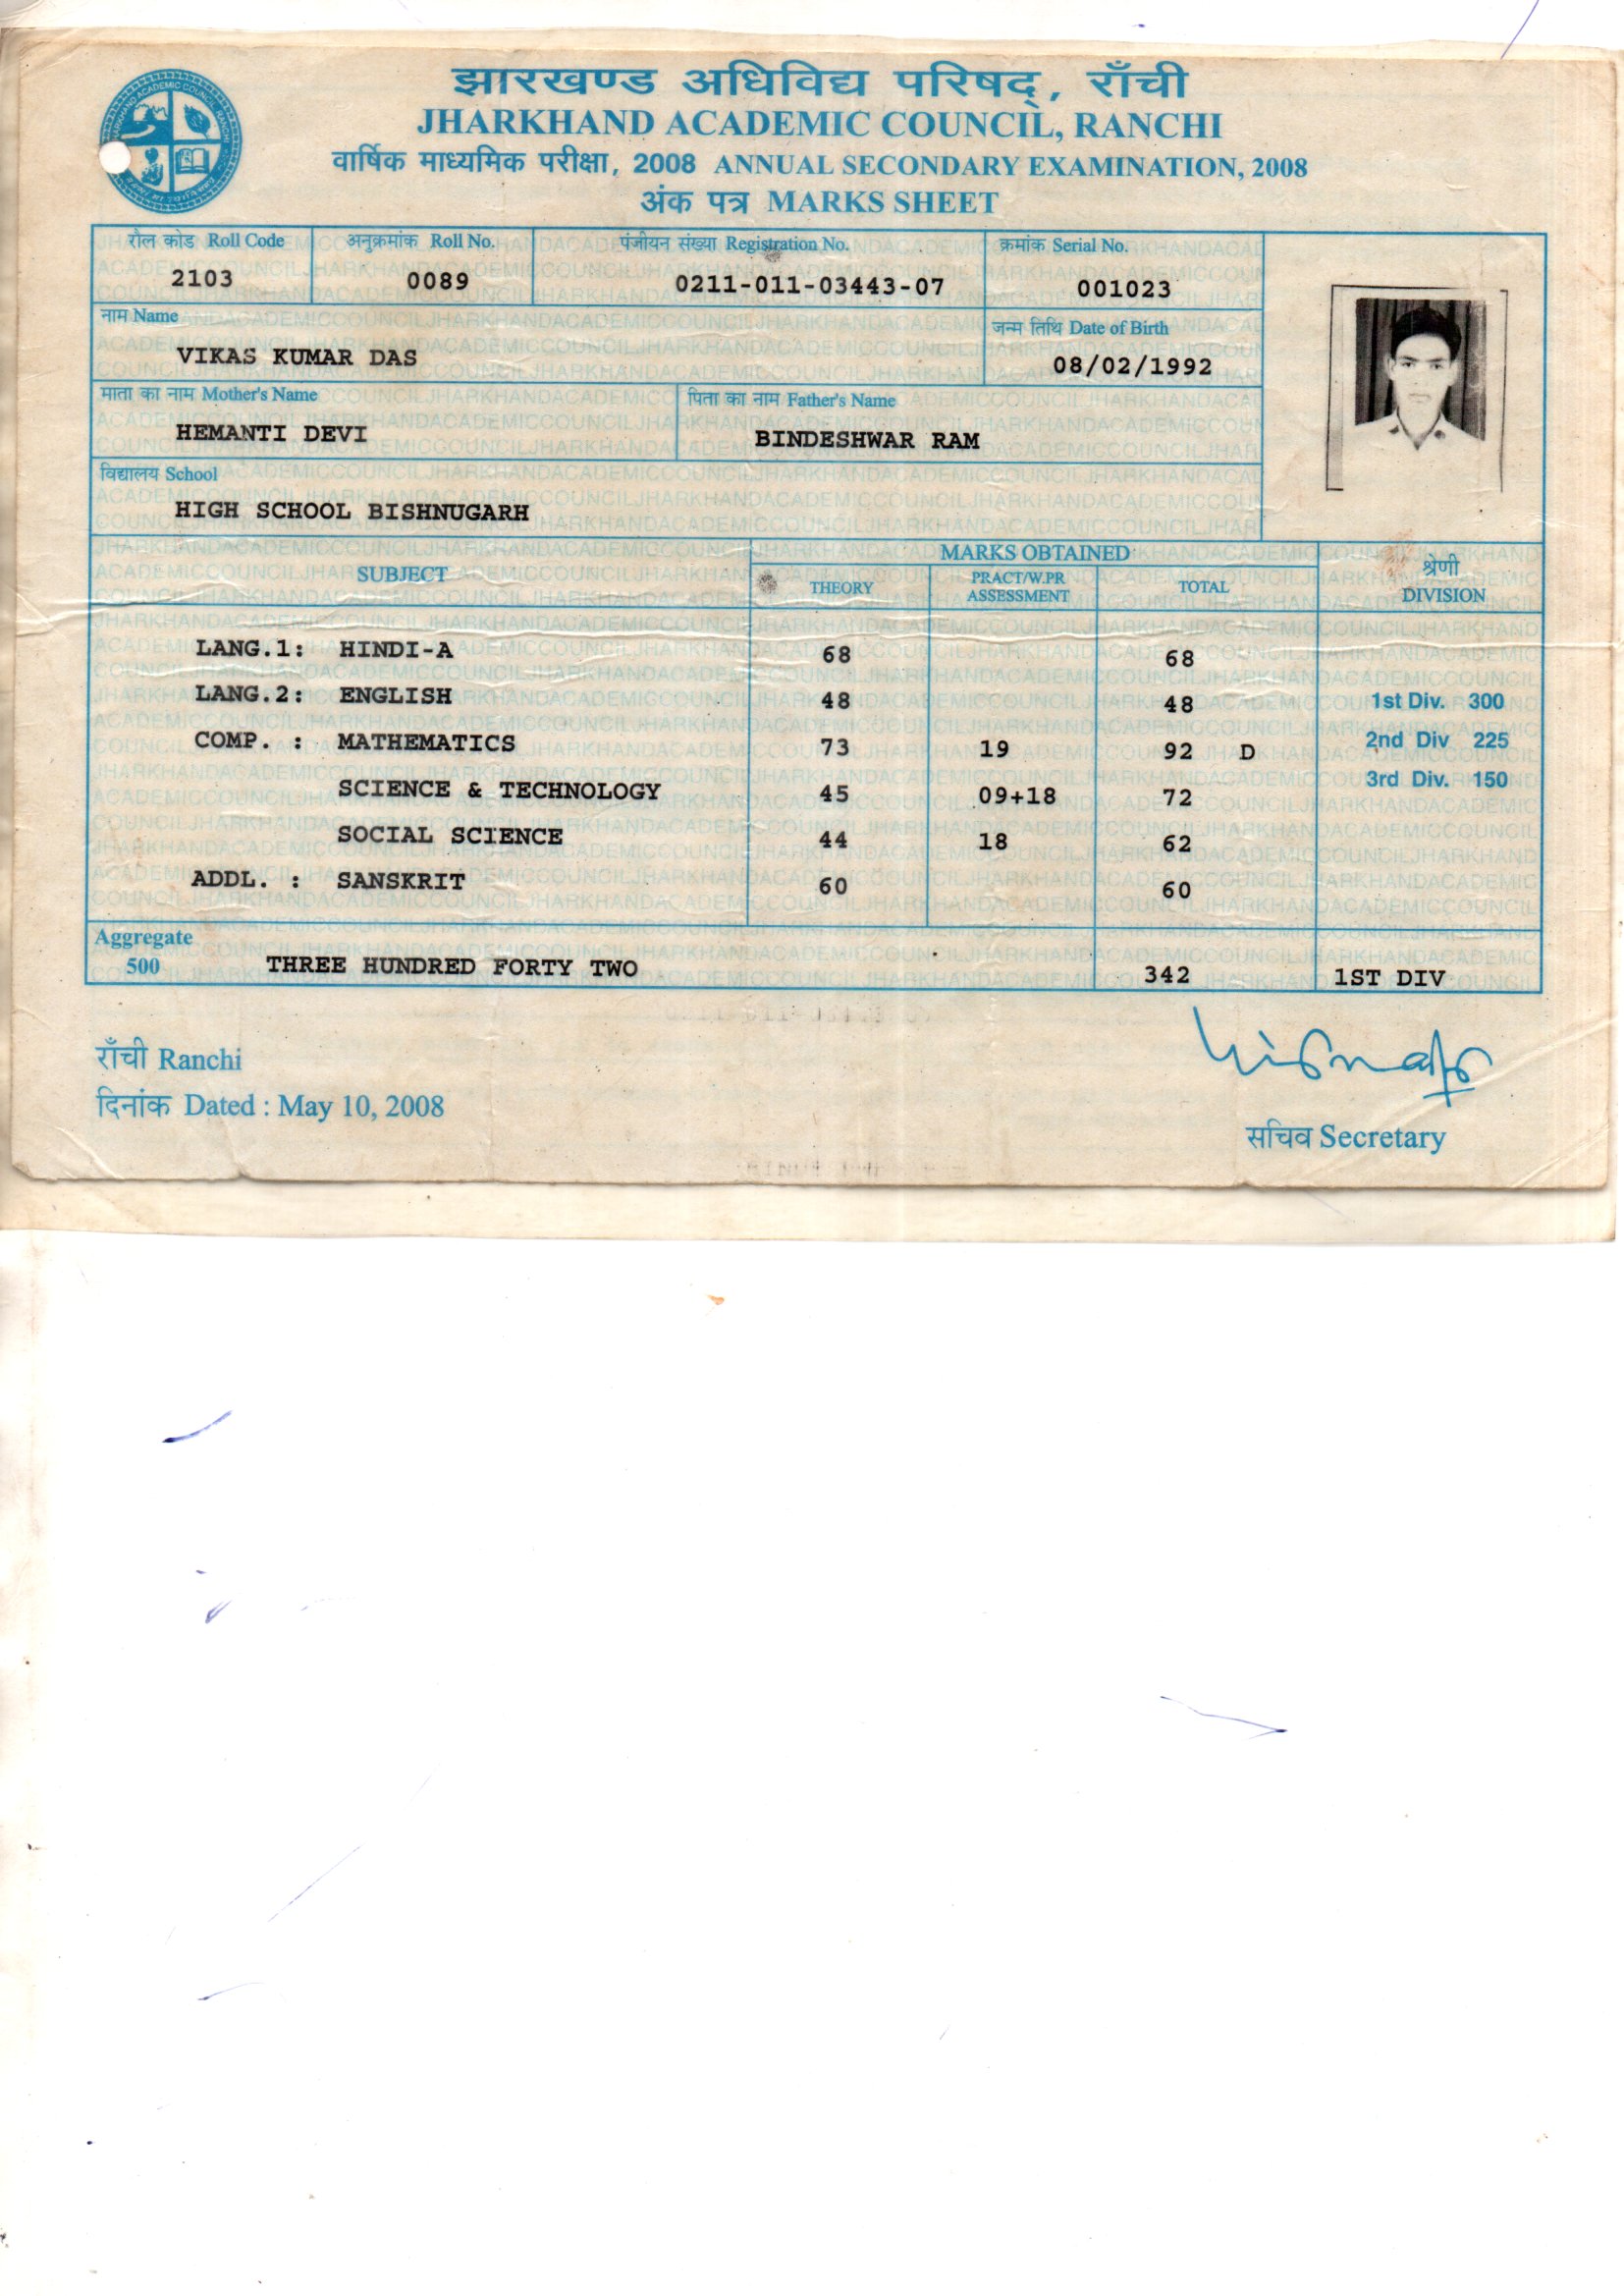 झारखण्ड अधिविद्य परिषद्, राँची
JHARKHAND ACADEMIC COUNCIL, RANCHI
वार्षिक माध्यमिक परीक्षा, 2008 ANNUAL SECONDARY EXAMINATION, 2008
अंक पत्र MARKS SHEET
रौल कोड Roll Code अनुक्रमांक Roll No. पंजीयन संख्या Registration No. क्रमांक Serial No.
2103 0089 0211-011-03443-07 001023
नाम Name जन्म तिथि Date of Birth
VIKAS KUMAR DAS 08/02/1992
माता का नाम Mother's Name पिता का नाम Father's Name
HEMANTI DEVI BINDESHWAR RAM
विद्यालय School
HIGH SCHOOL BISHNUGARH
SUBJECT MARKS OBTAINED श्रेणी DIVISION
THEORY PRACT/W.PR ASSESSMENT TOTAL
LANG.1: HINDI-A 68 68
LANG.2: ENGLISH 48 48 1st Div. 300
COMP. : MATHEMATICS 73 19 92 D 2nd Div 225
SCIENCE & TECHNOLOGY 45 09+18 72 3rd Div. 150
SOCIAL SCIENCE 44 18 62
ADDL. : SANSKRIT 60 60
Aggregate
500 THREE HUNDRED FORTY TWO 342 1ST DIV
राँची Ranchi
दिनांक Dated : May 10, 2008
सचिव Secretary